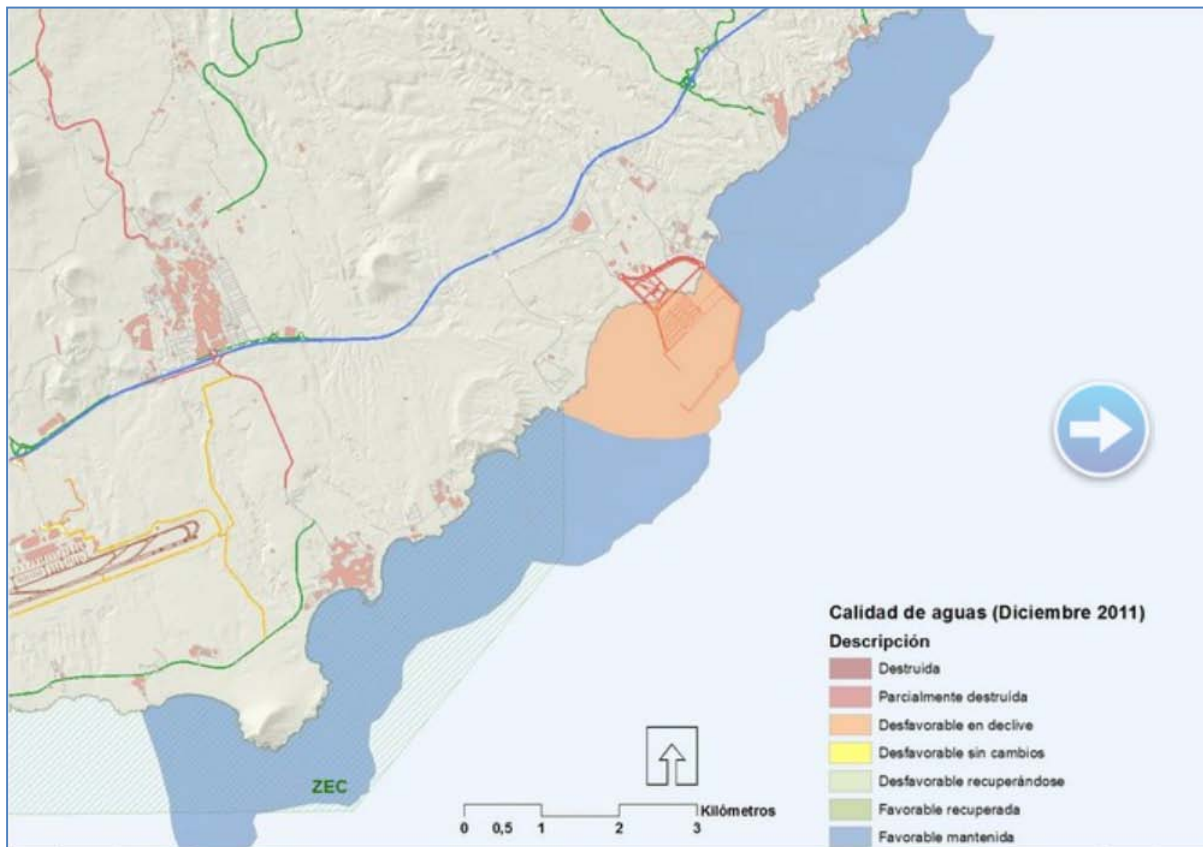 Calidad de aguas (Diciembre 2011)
Descripción
Destruida
Parcialmente destruída
Desfavorable en declive
Desfavorable sin cambios
Desfavorable recuperándose
Favorable recuperada
Favorable mantenida
ZEC
Kilómetros
0 0,5 1 2 3